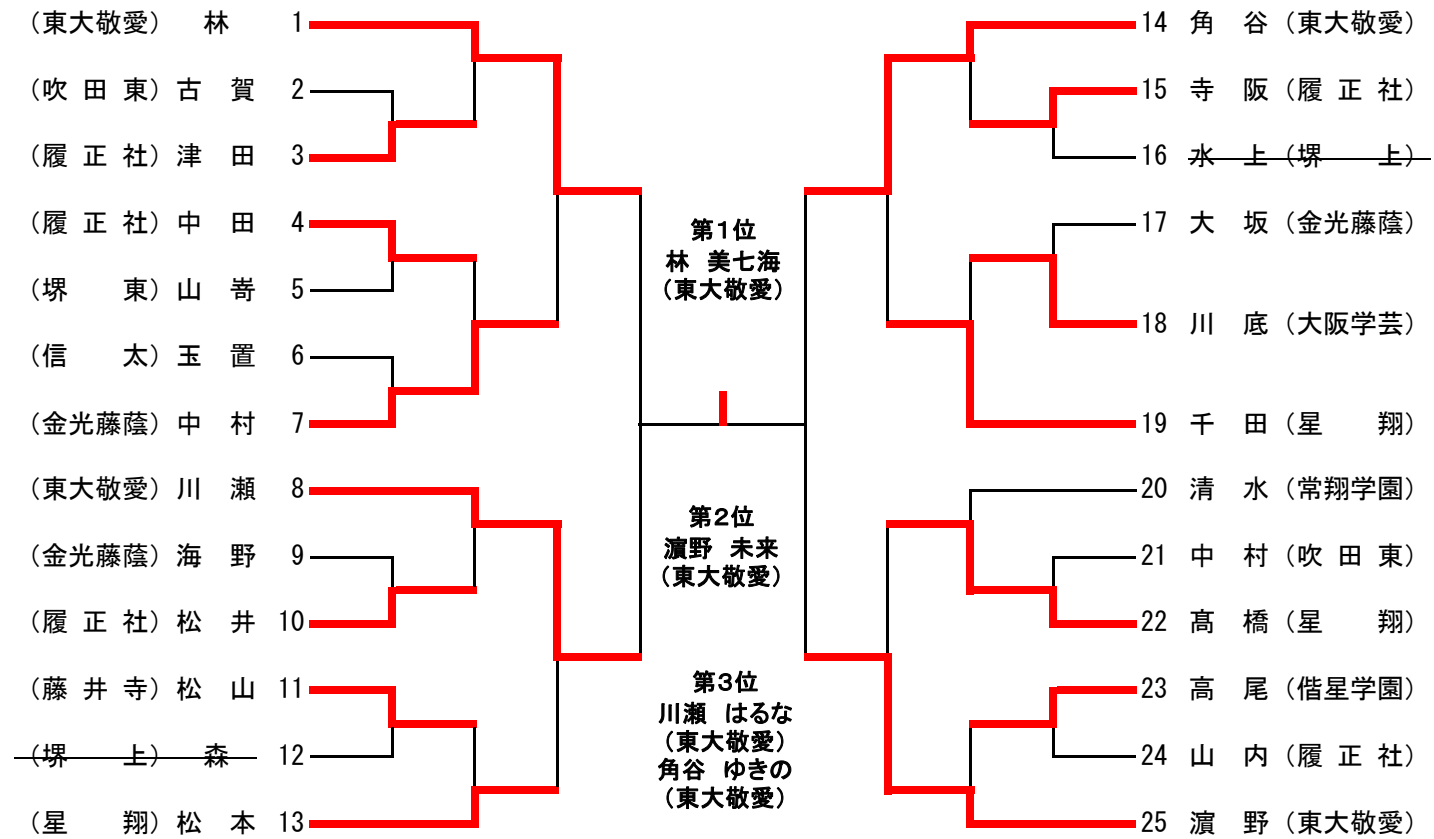 (東大敬愛) 林 1
(吹田東) 古賀 2
(履正社) 津田 3
(履正社) 中田 4
(堺東) 山嵜 5
(信太) 玉置 6
(金光藤蔭) 中村 7
(東大敬愛) 川瀬 8
(金光藤蔭) 海野 9
(履正社) 松井 10
(藤井寺) 松山 11
(堺上) 森 12
(星翔) 松本 13
第1位
林 美七海
(東大敬愛)
第2位
濵野 未来
(東大敬愛)
第3位
川瀬 はるな
(東大敬愛)
角谷 ゆきの
(東大敬愛)
14 角谷 (東大敬愛)
15 寺阪 (履正社)
16 水上 (堺上)
17 大坂 (金光藤蔭)
18 川底 (大阪学芸)
19 千田 (星翔)
20 清水 (常翔学園)
21 中村 (吹田東)
22 髙橋 (星翔)
23 高尾 (偕星学園)
24 山内 (履正社)
25 濵野 (東大敬愛)